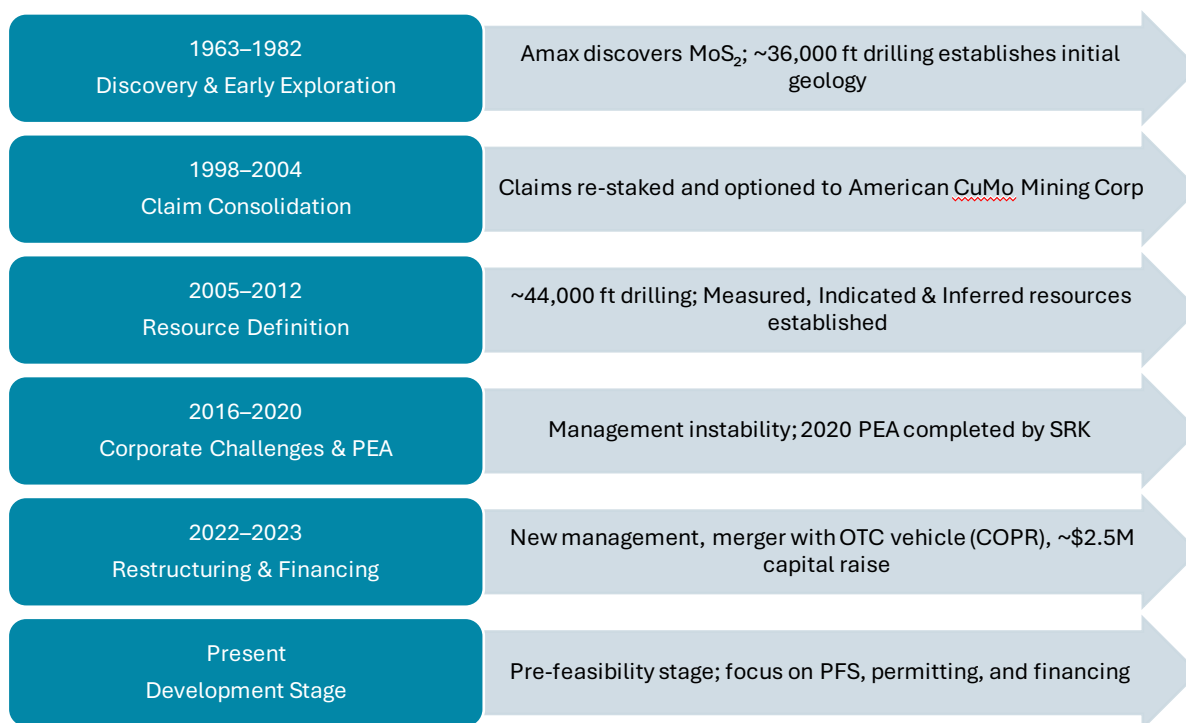 1963–1982
Discovery & Early Exploration
Amax discovers MoS₂; ~36,000 ft drilling establishes initial
geology
1998–2004
Claim Consolidation
Claims re-staked and optioned to American CuMo Mining Corp
2005–2012
Resource Definition
~44,000 ft drilling; Measured, Indicated & Inferred resources
established
2016–2020
Corporate Challenges & PEA
Management instability; 2020 PEA completed by SRK
2022–2023
Restructuring & Financing
New management, merger with OTC vehicle (COPR), ~$2.5M
capital raise
Present
Development Stage
Pre-feasibility stage; focus on PFS, permitting, and financing